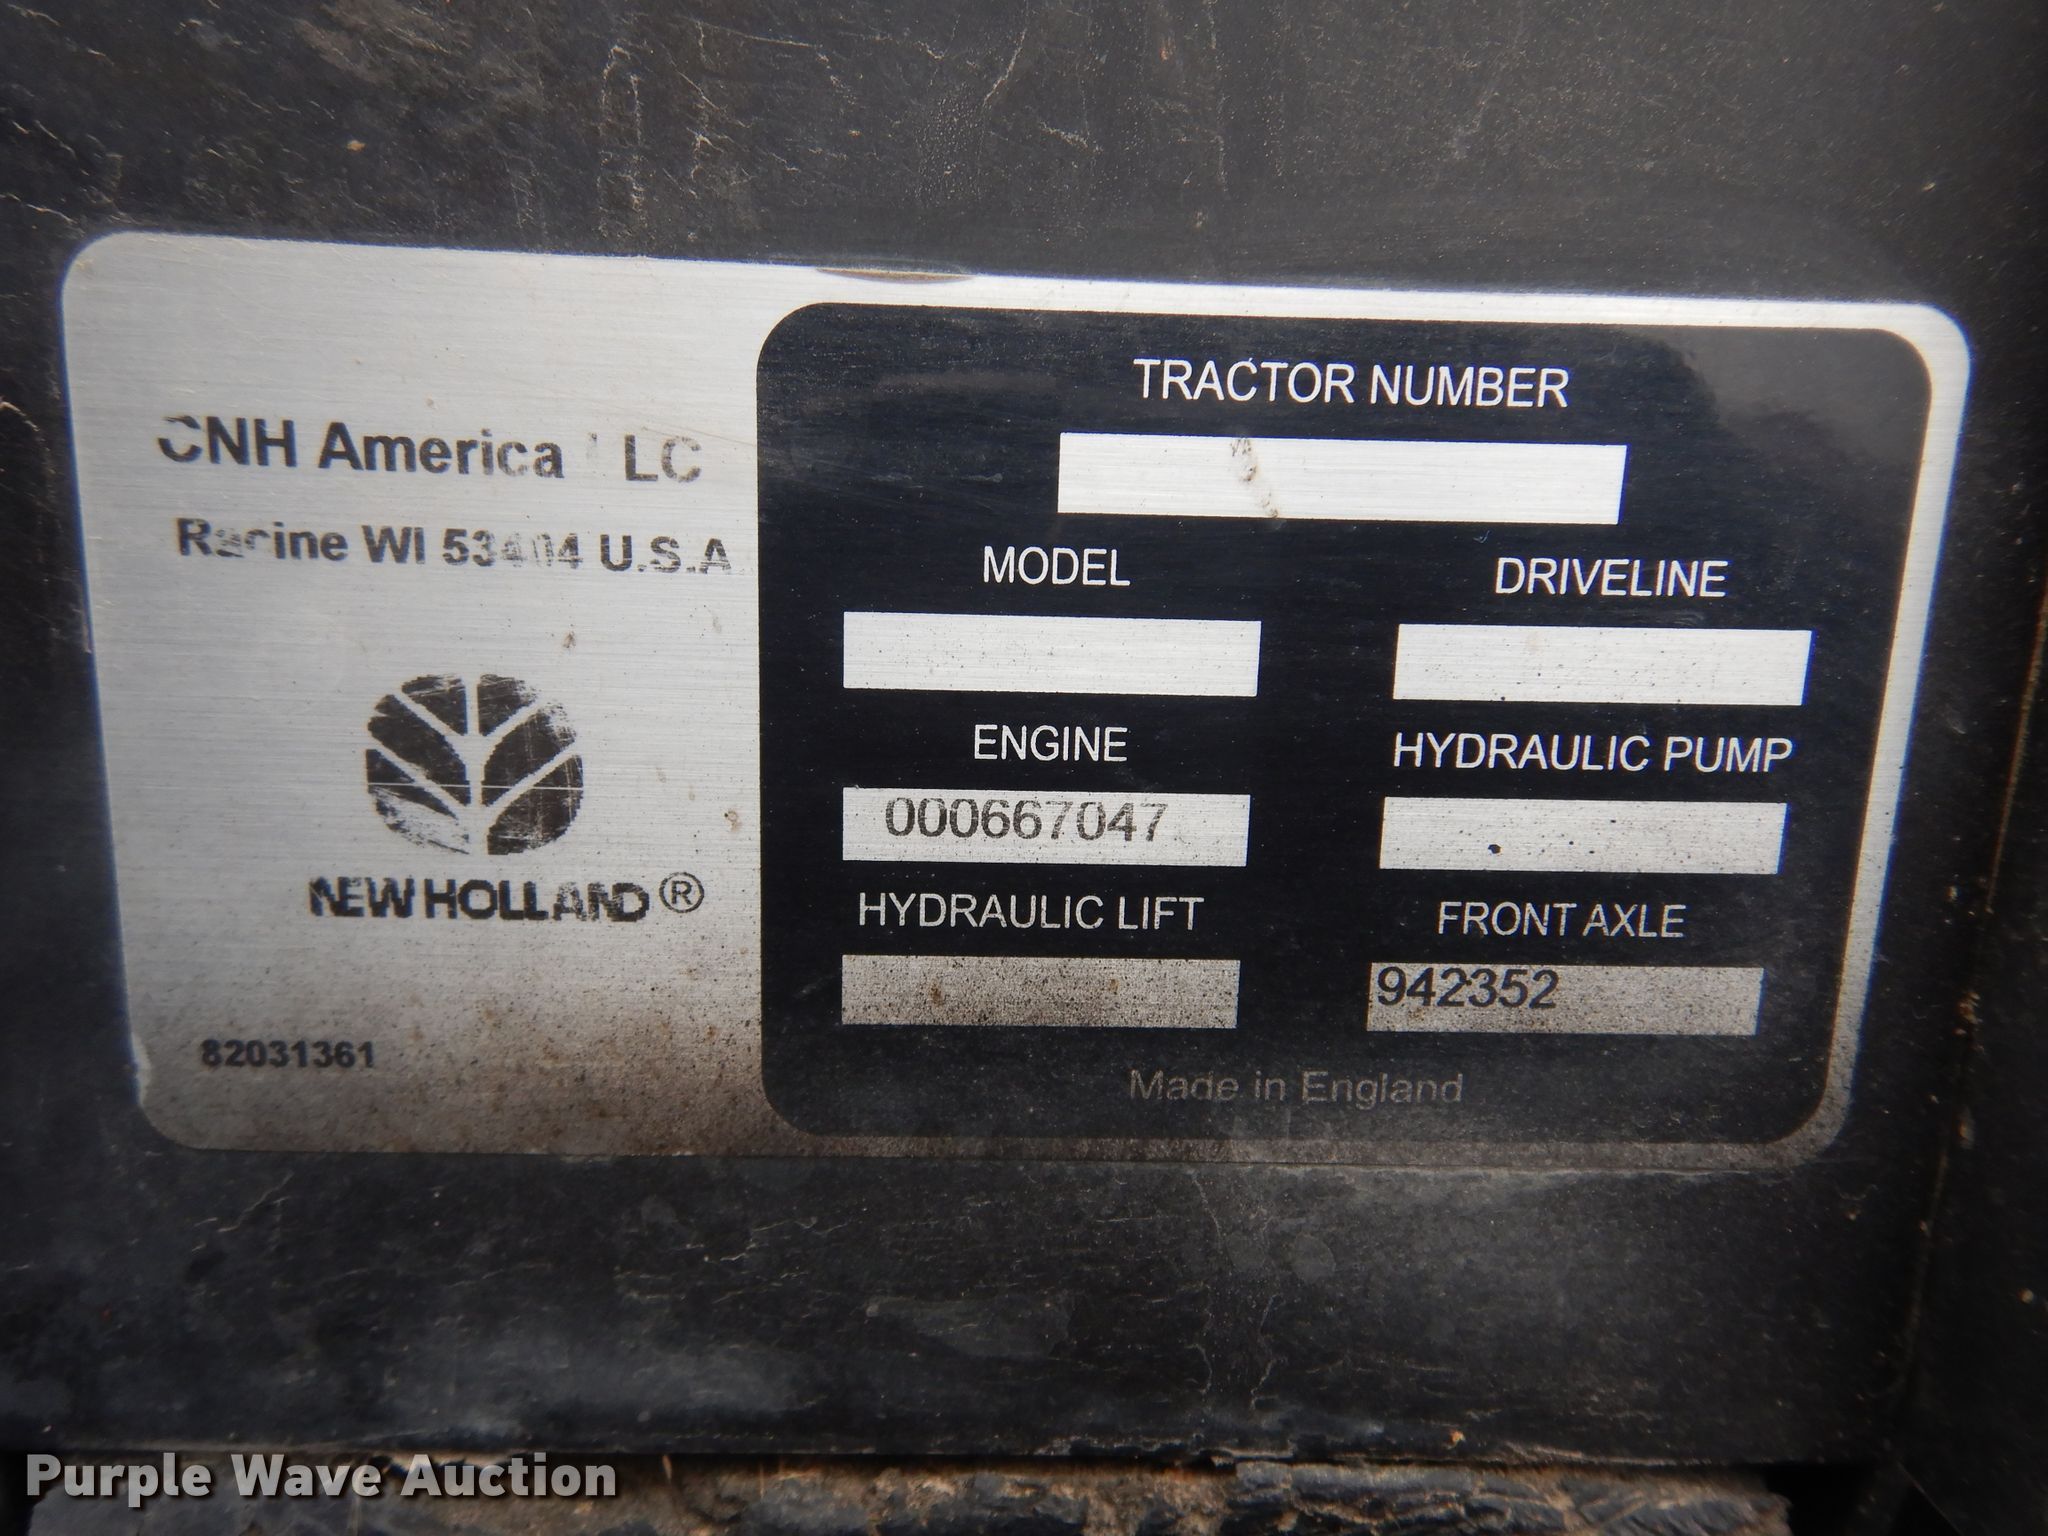 CNH America LLC
Racine WI 53404 U.S.A
NEW HOLLAND®
82031361
TRACTOR NUMBER
MODEL
DRIVELINE
ENGINE
HYDRAULIC PUMP
000667047
HYDRAULIC LIFT
FRONT AXLE
942352
Made in England
Purple Wave Auction